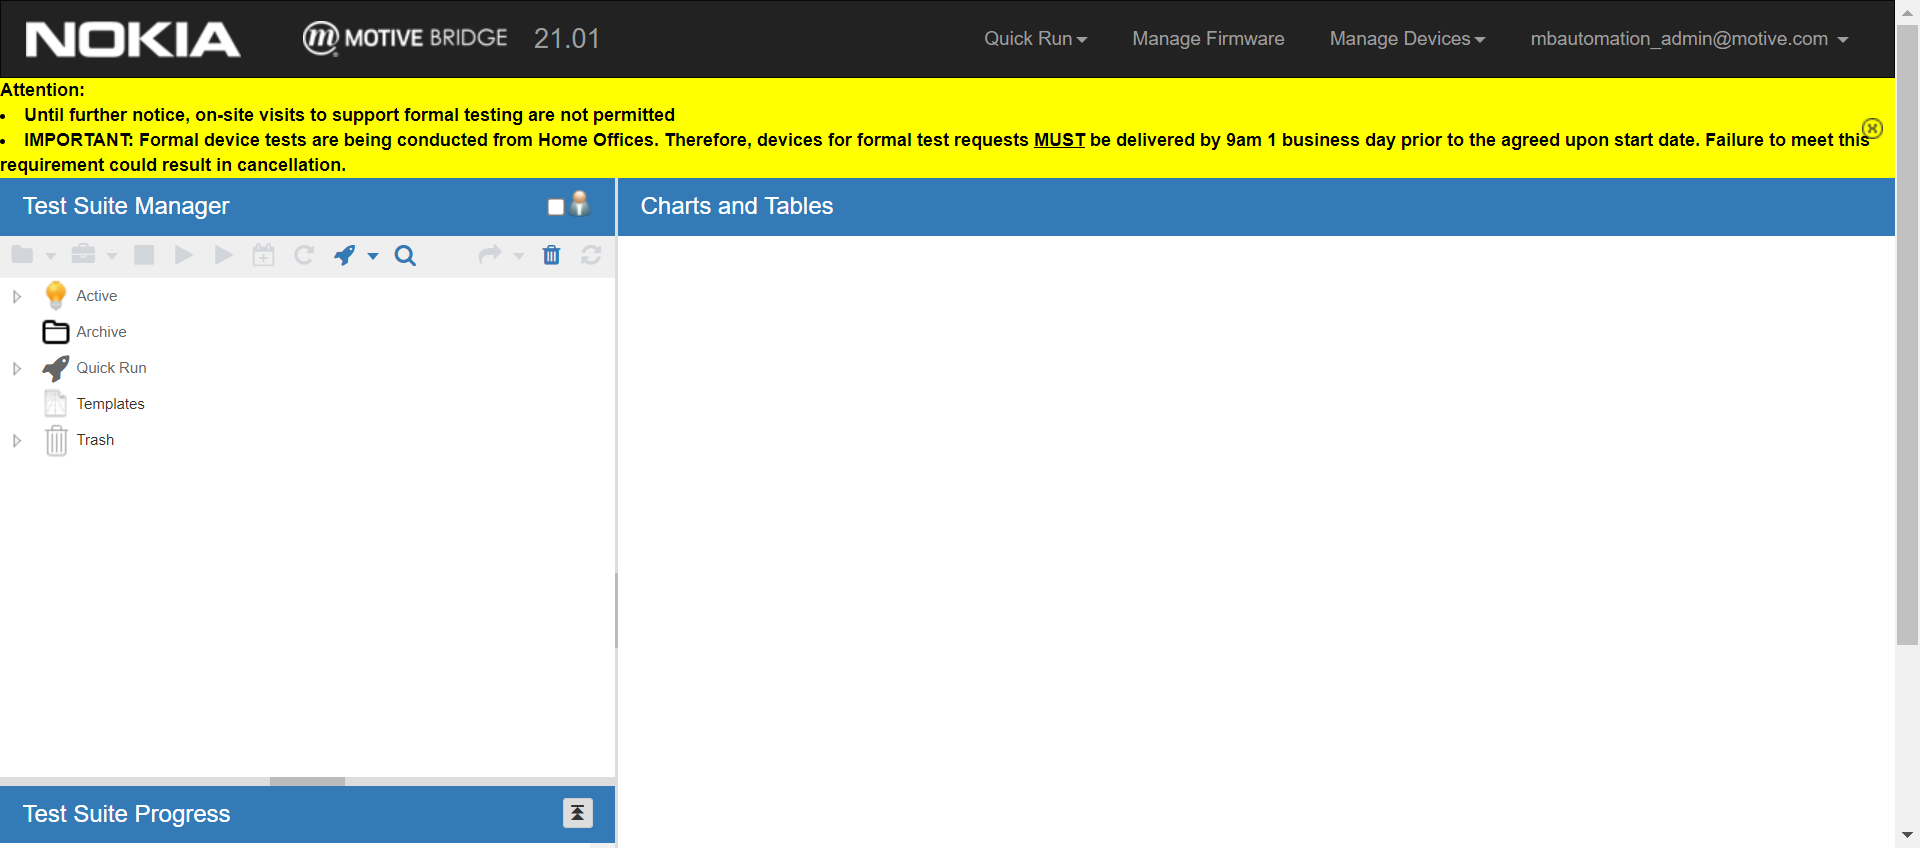 NOKIA MOTIVE BRIDGE 21.01 Quick Run Manage Firmware Manage Devices mbautomation_admin@motive.com
Attention:
• Until further notice, on-site visits to support formal testing are not permitted
• IMPORTANT: Formal device tests are being conducted from Home Offices. Therefore, devices for formal test requests MUST be delivered by 9am 1 business day prior to the agreed upon start date. Failure to meet this
requirement could result in cancellation.
Test Suite Manager
Charts and Tables
Active
Archive
Quick Run
Templates
Trash
Test Suite Progress